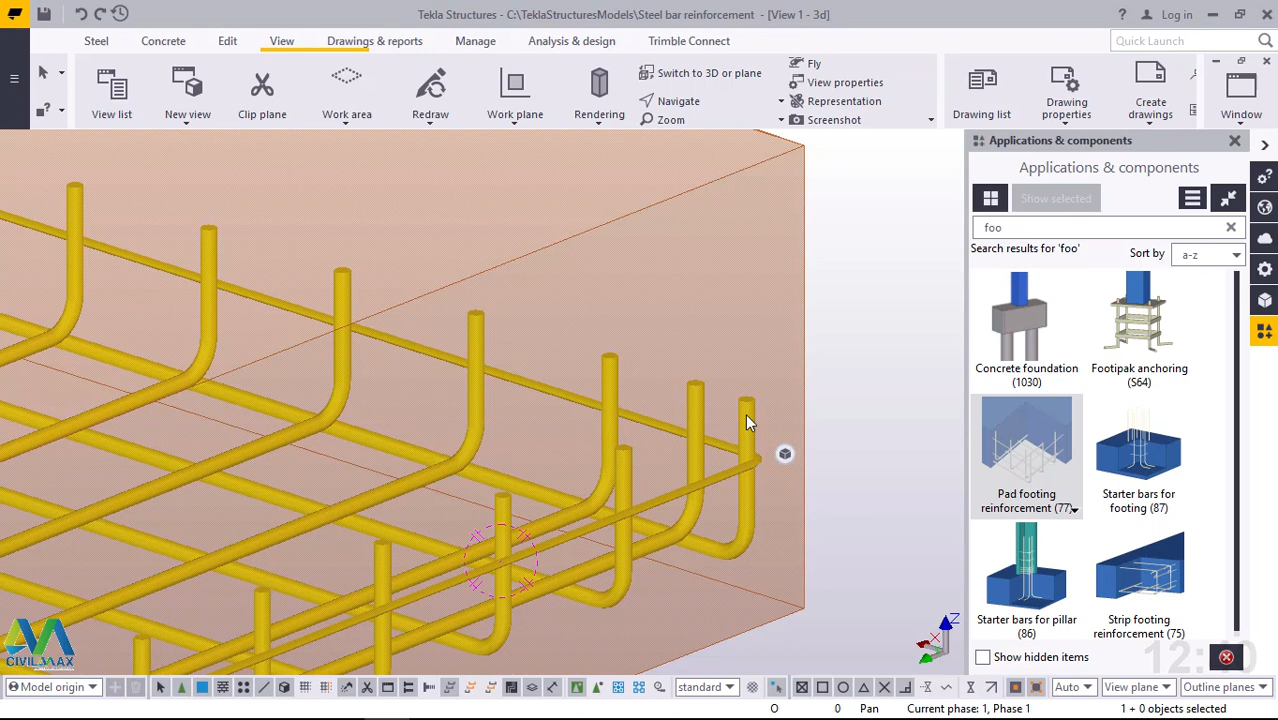 Tekla Structures - C:\TeklaStructuresModels\Steel bar reinforcement - [View 1 - 3d]
Log in
Steel Concrete Edit View Drawings & reports Manage Analysis & design Trimble Connect
Quick Launch
Fly
Switch to 3D or plane
View properties
Navigate
Representation
Zoom
Screenshot
View list New view Clip plane Work area Redraw Work plane Rendering
Drawing list
Drawing properties
Create drawings
Window
Applications & components
Applications & components
Show selected
foo
Search results for 'foo'
Sort by a-z
Concrete foundation
(1030)
Footipak anchoring
(S64)
Pad footing
reinforcement (77)
Starter bars for
footing (87)
Starter bars for pillar
(86)
Strip footing
reinforcement (75)
Show hidden items
Z
X
CIVILMAAX
Model origin
standard
Auto
View plane
Outline planes
O 0 Pan Current phase: 1, Phase 1 1 + 0 objects selected